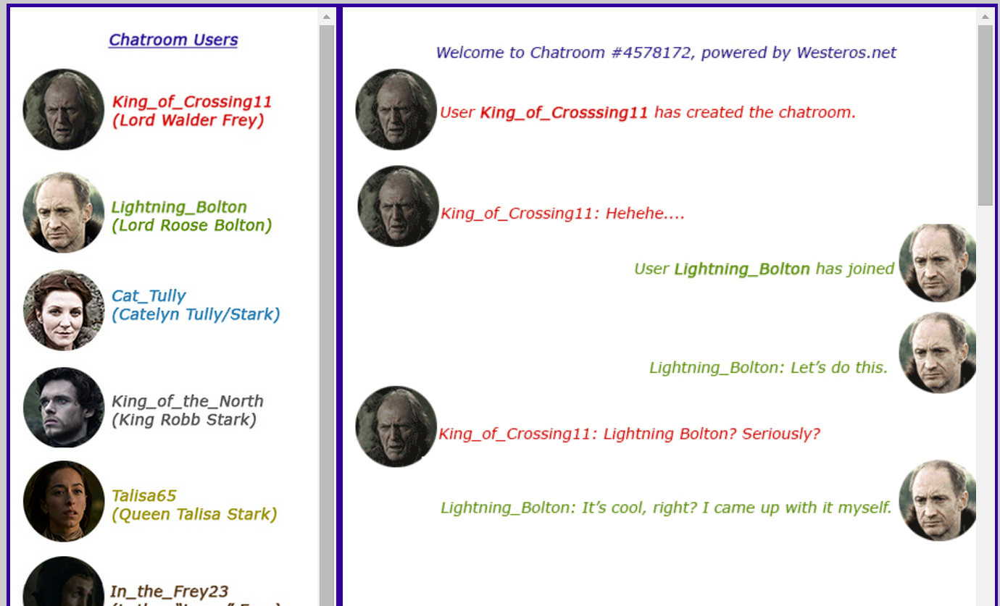 Chatroom Users
King_of_Crossing11
(Lord Walder Frey)
Lightning_Bolton
(Lord Roose Bolton)
Cat_Tully
(Catelyn Tully/Stark)
King_of_the_North
(King Robb Stark)
Talisa65
(Queen Talisa Stark)
In_the_Frey23
Welcome to Chatroom #4578172, powered by Westeros.net
User King_of_Crosssing11 has created the chatroom.
King_of_Crossing11: Hehehe....
User Lightning_Bolton has joined
Lightning_Bolton: Let’s do this.
King_of_Crossing11: Lightning Bolton? Seriously?
Lightning_Bolton: It’s cool, right? I came up with it myself.